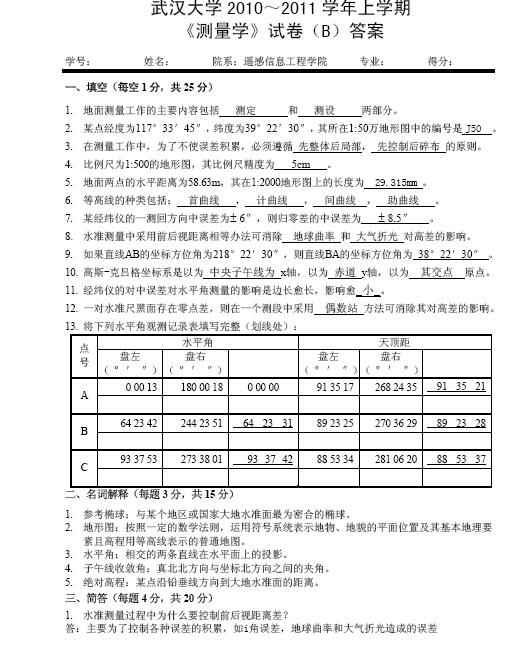 武汉大学 2010～2011 学年上学期
《测量学》试卷（B）答案
学号： 姓名： 院系：遥感信息工程学院 专业： 得分：
一、填空（每空1分，共25分）
1. 地面测量工作的主要内容包括 测定 和 测设 两部分。
2. 某点经度为117°33′45″,纬度为39°22′30″,其所在1:50万地形图中的编号是 J50 。
3. 在测量工作中，为了不使误差积累，必须遵循 先整体后局部， 先控制后碎布 的原则。
4. 比例尺为1:500的地形图，其比例尺精度为 5cm 。
5. 地面两点的水平距离为58.63m，其在1:2000地形图上的长度为 29.315mm 。
6. 等高线的种类包括： 首曲线 ， 计曲线 ， 间曲线 ， 助曲线 。
7. 某经纬仪的一测回方向中误差为±6″，则归零差的中误差为 ±8.5″ 。
8. 水准测量中采用前后视距相等办法可消除 地球曲率 和 大气折光 对高差的影响。
9. 如果直线AB的坐标方位角为218°22′30″，则直线BA的坐标方位角为 38°22′30″ 。
10. 高斯-克吕格坐标系是以为 中央子午线为 x轴，以为 赤道 y轴，以为 其交点 原点。
11. 经纬仪的对中误差对水平角测量的影响是边长愈长，影响愈 小 。
12. 一对水准尺黑面存在零点差，则在一个测段中采用 偶数站 方法可消除其对高差的影响。
13. 将下列水平角观测记录表填写完整（划线处）：
点号 水平角 天顶距
盘左 盘右 盘左 盘右
(° ′ ″) (° ′ ″) (° ′ ″) (° ′ ″)
A 0 00 13 180 00 18 0 00 00 91 35 17 268 24 35 91 35 21
B 64 23 42 244 23 51 64 23 31 89 23 25 270 36 29 89 23 28
C 93 37 53 273 38 01 93 37 42 88 53 34 281 06 20 88 53 37
二、名词解释（每题3分，共15分）
1. 参考椭球：与某个地区或国家大地水准面最为密合的椭球。
2. 地形图：按照一定的数学法则，运用符号系统表示地物、地貌的平面位置及其基本地理要
素且高程用等高线表示的普通地图。
3. 水平角：相交的两条直线在水平面上的投影。
4. 子午线收敛角：真北北方向与坐标北方向之间的夹角。
5. 绝对高程：某点沿铅垂线方向到大地水准面的距离。
三、简答（每题4分，共20分）
1. 水准测量过程中为什么要控制前后视距离差？
答：主要为了控制各种误差的积累，如i角误差，地球曲率和大气折光造成的误差